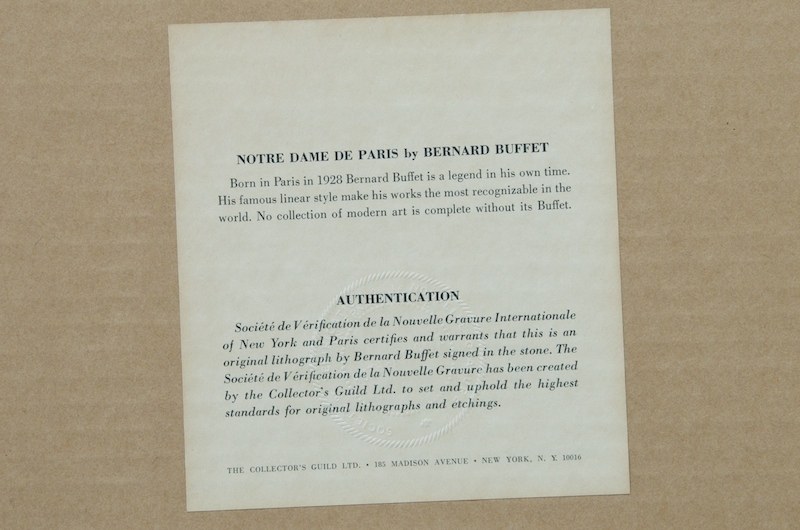 NOTRE DAME DE PARIS by BERNARD BUFFET
Born in Paris in 1928 Bernard Buffet is a legend in his own time.
His famous linear style make his works the most recognizable in the
world. No collection of modern art is complete without its Buffet.
AUTHENTICATION
Société de Vérification de la Nouvelle Gravure Internationale
of New York and Paris certifies and warrants that this is an
original lithograph by Bernard Buffet signed in the stone. The
Société de Vérification de la Nouvelle Gravure has been created
by the Collector's Guild Ltd. to set and uphold the highest
standards for original lithographs and etchings.
THE COLLECTOR'S GUILD LTD. • 185 MADISON AVENUE • NEW YORK, N. Y. 10016